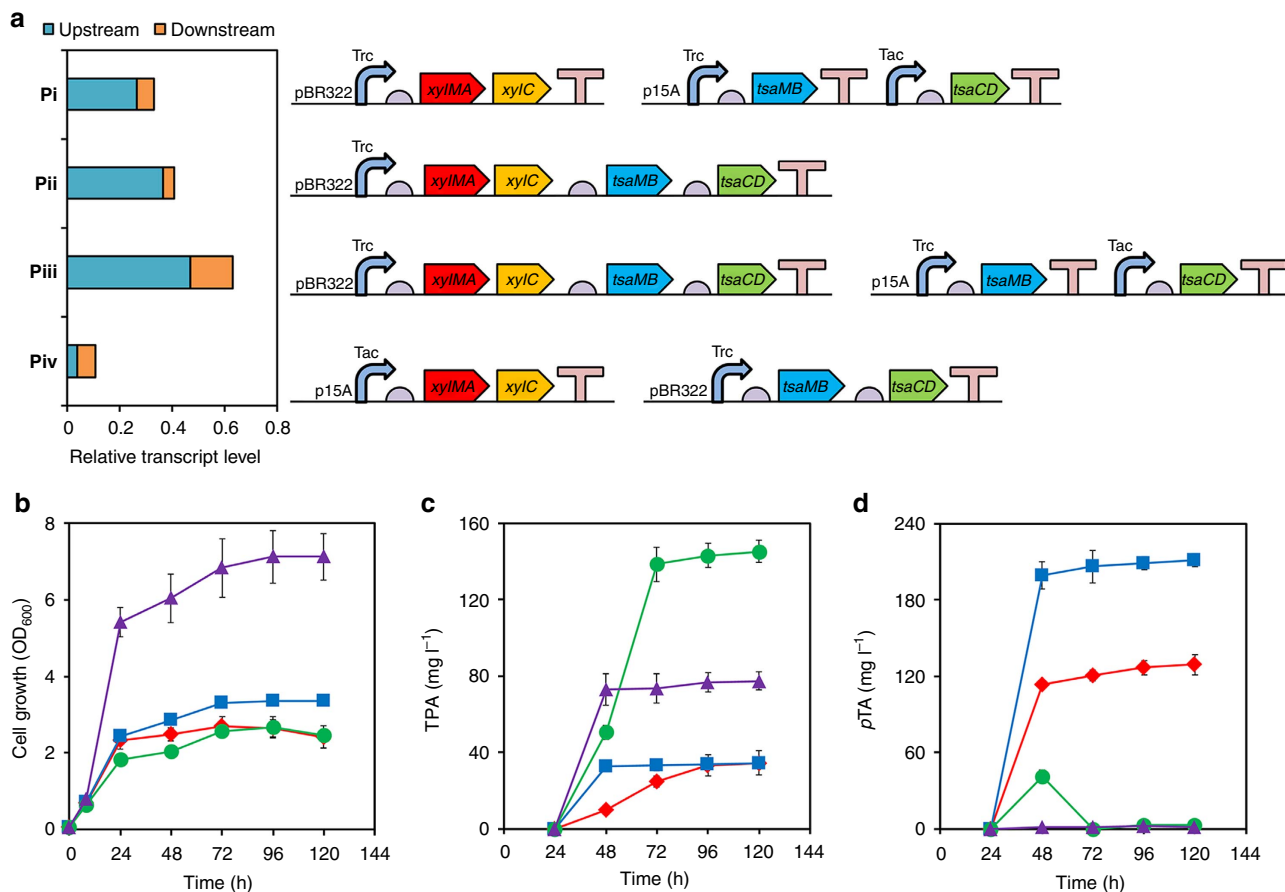 a
Upstream Downstream
Pi
Pii
Piii
Piv
0 0.2 0.4 0.6 0.8
Relative transcript level
Trc Trc Tac
pBR322 xylMA xylC p15A tsaMB tsaCD
Trc
pBR322 xylMA xylC tsaMB tsaCD
Trc Trc Tac
pBR322 xylMA xylC tsaMB tsaCD p15A tsaMB tsaCD
Tac Trc
p15A xylMA xylC pBR322 tsaMB tsaCD
b
8
6
4
2
0
Cell growth (OD600)
0 24 48 72 96 120 144
Time (h)
c
160
120
80
40
0
TPA (mg l−1)
0 24 48 72 96 120 144
Time (h)
d
240
180
120
60
0
pTA (mg l−1)
0 24 48 72 96 120 144
Time (h)